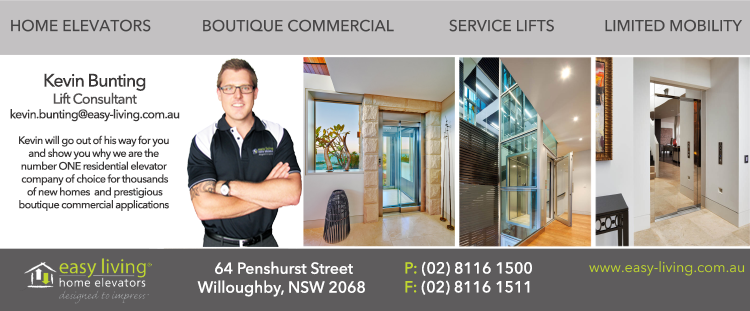 HOME ELEVATORS
BOUTIQUE COMMERCIAL
SERVICE LIFTS
LIMITED MOBILITY
Kevin Bunting
Lift Consultant
kevin.bunting@easy-living.com.au
Kevin will go out of his way for you
and show you why we are the
number ONE residential elevator
company of choice for thousands
of new homes and prestigious
boutique commercial applications
easy living
home elevators
designed to impress
64 Penshurst Street
Willoughby, NSW 2068
P: (02) 8116 1500
F: (02) 8116 1511
www.easy-living.com.au